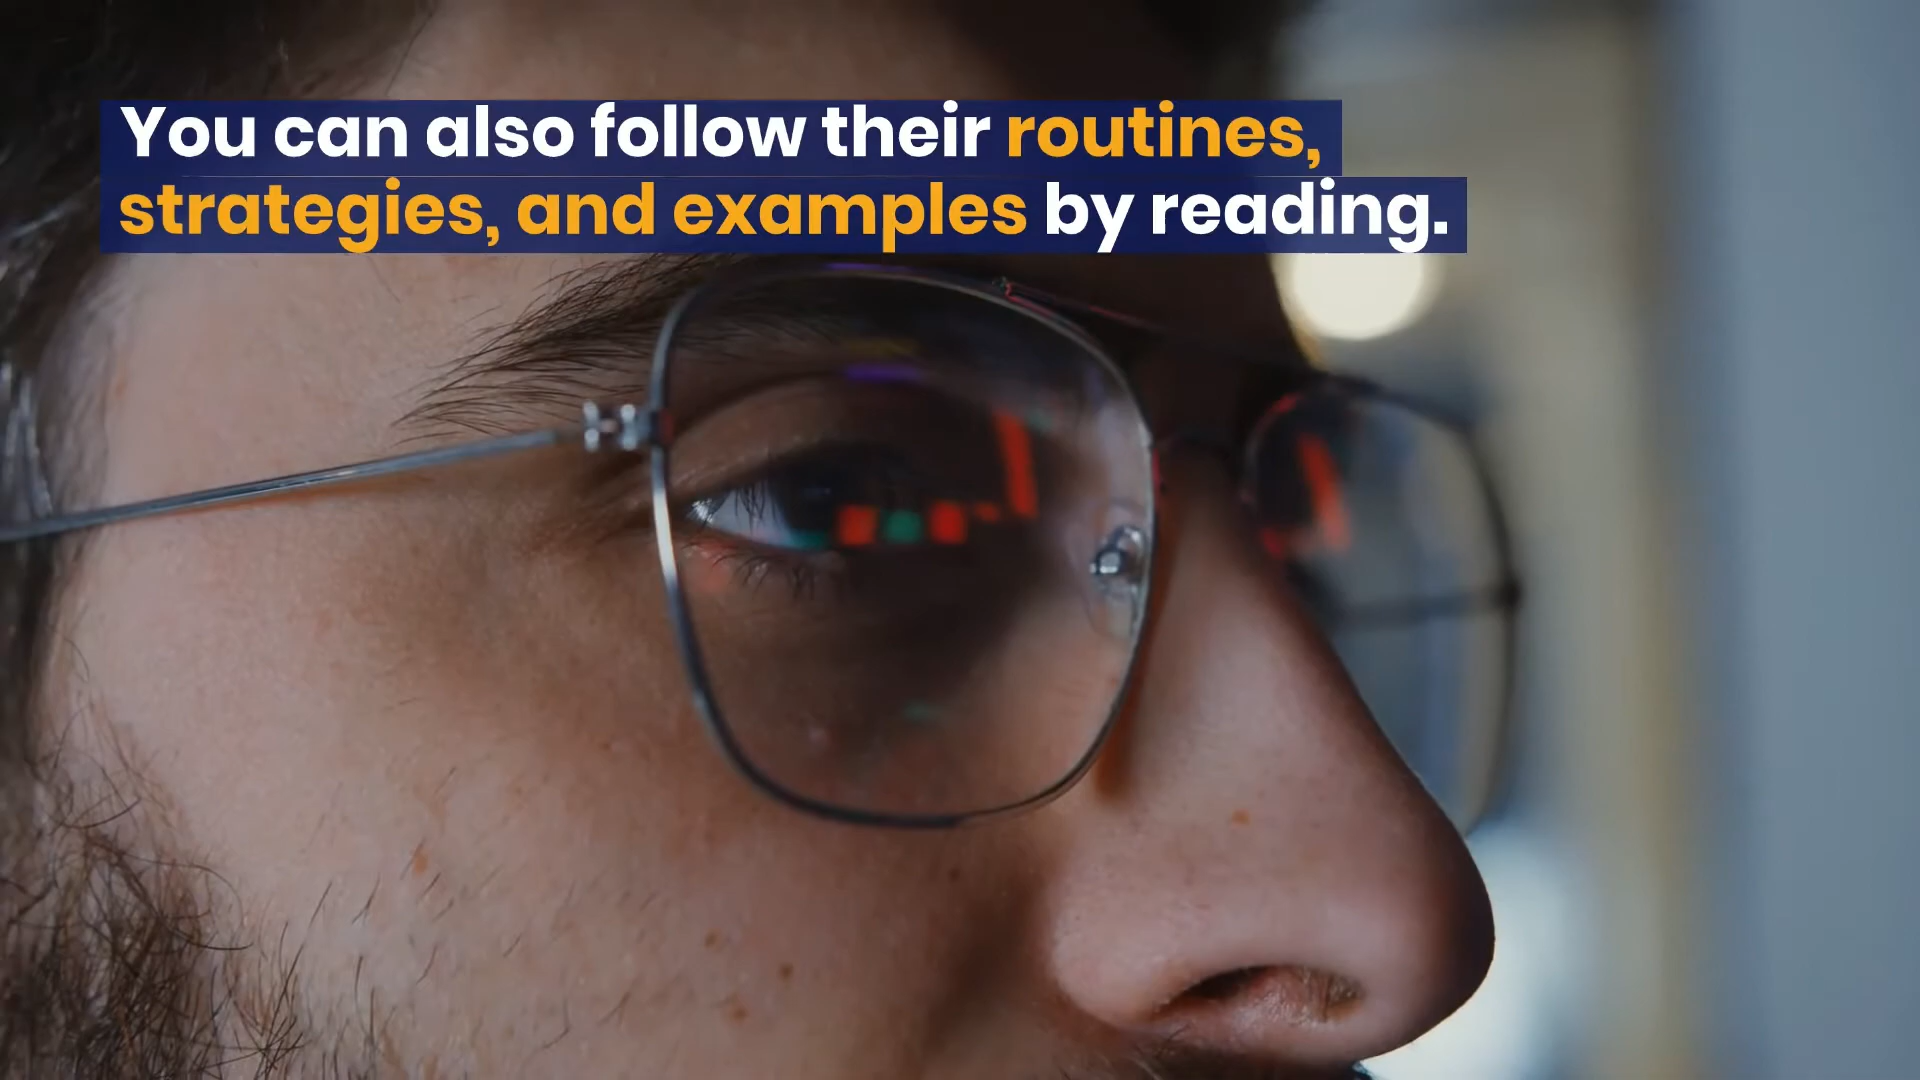 You can also follow their routines,
strategies, and examples by reading.